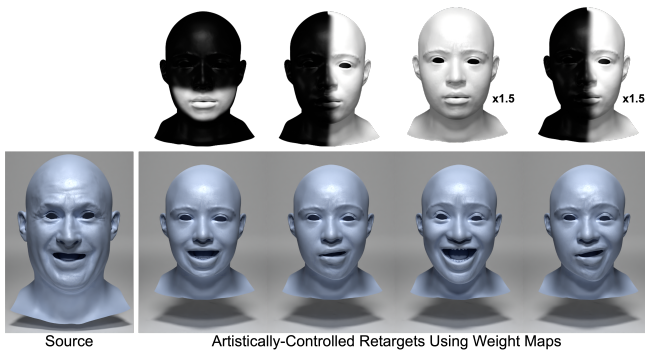 x1.5
x1.5
Source
Artistically-Controlled Retargets Using Weight Maps